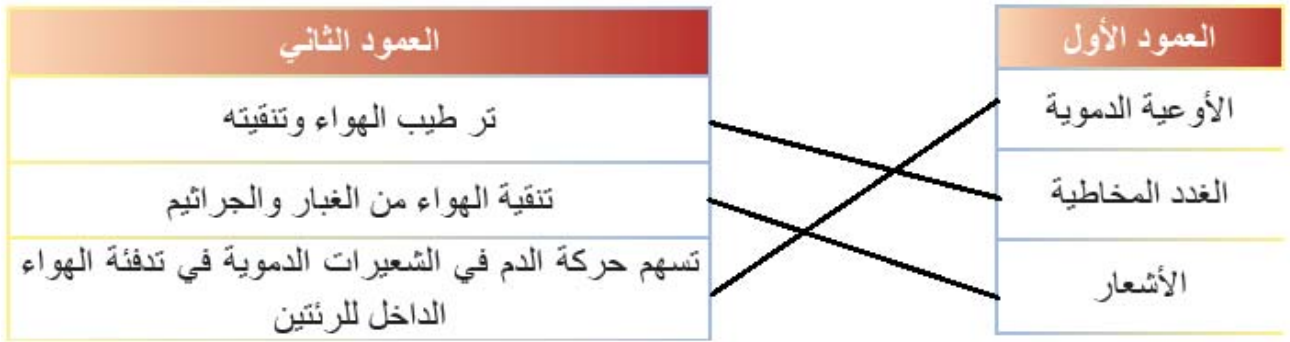 العمود الأول
العمود الثاني
الأوعية الدموية
تر طيب الهواء وتنقيته
الغدد المخاطية
تنقية الهواء من الغبار والجراثيم
الأشعار
تسهم حركة الدم في الشعيرات الدموية في تدفئة الهواء
الداخل للرئتين